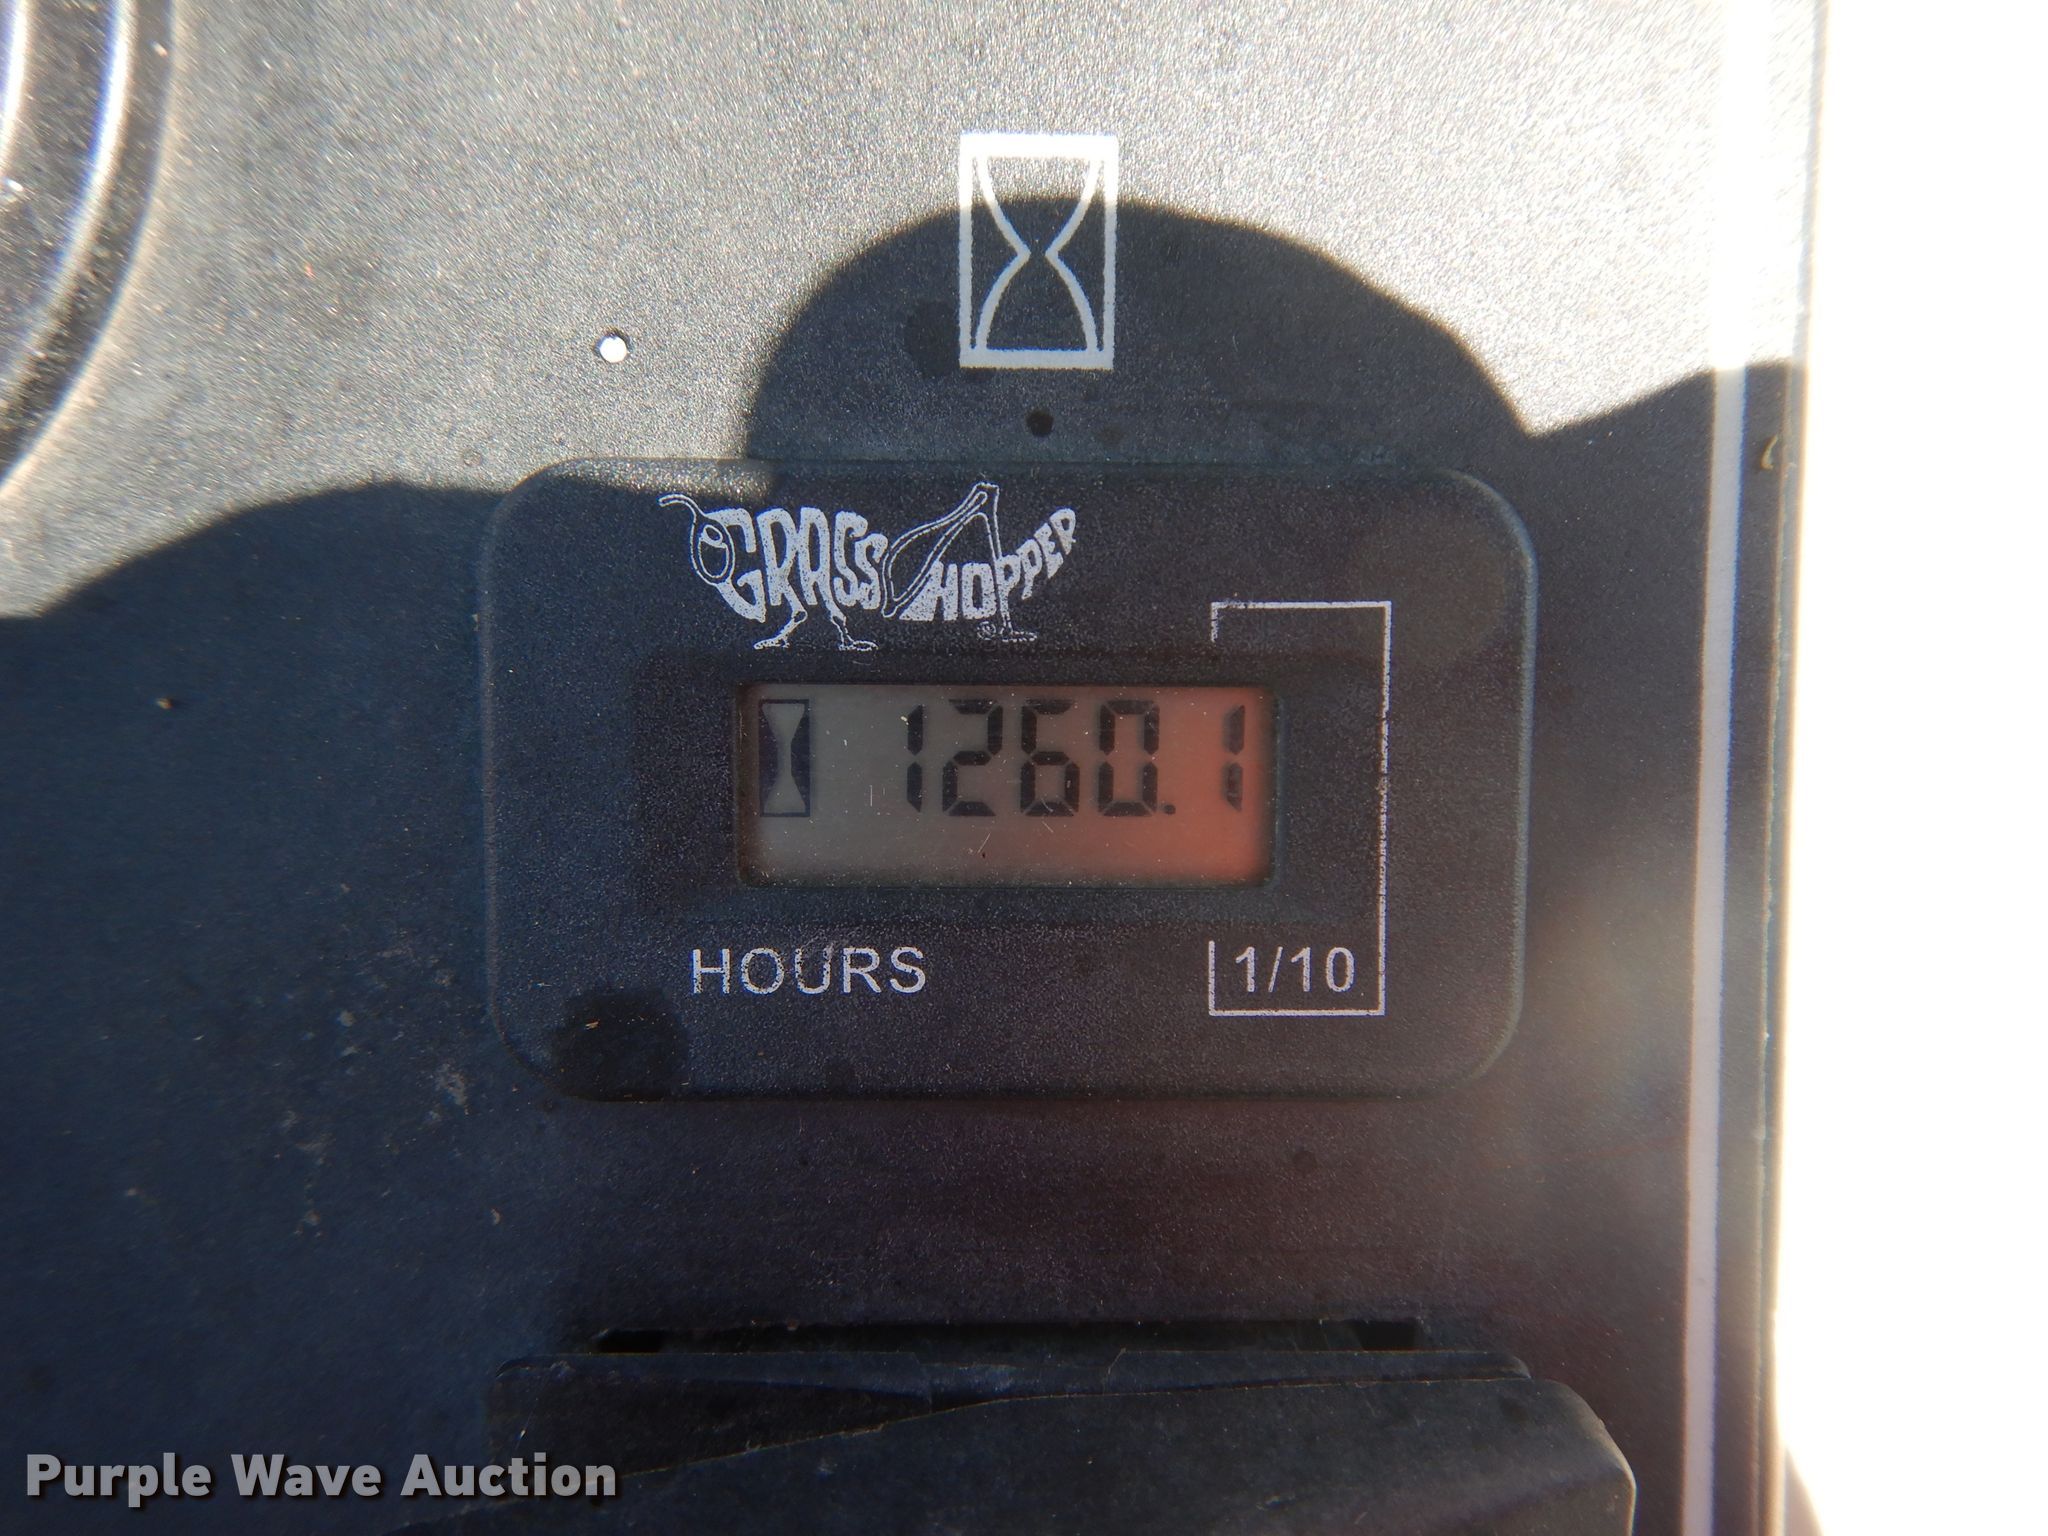 GRASSHOPPER
1260.1
HOURS 1/10
Purple Wave Auction